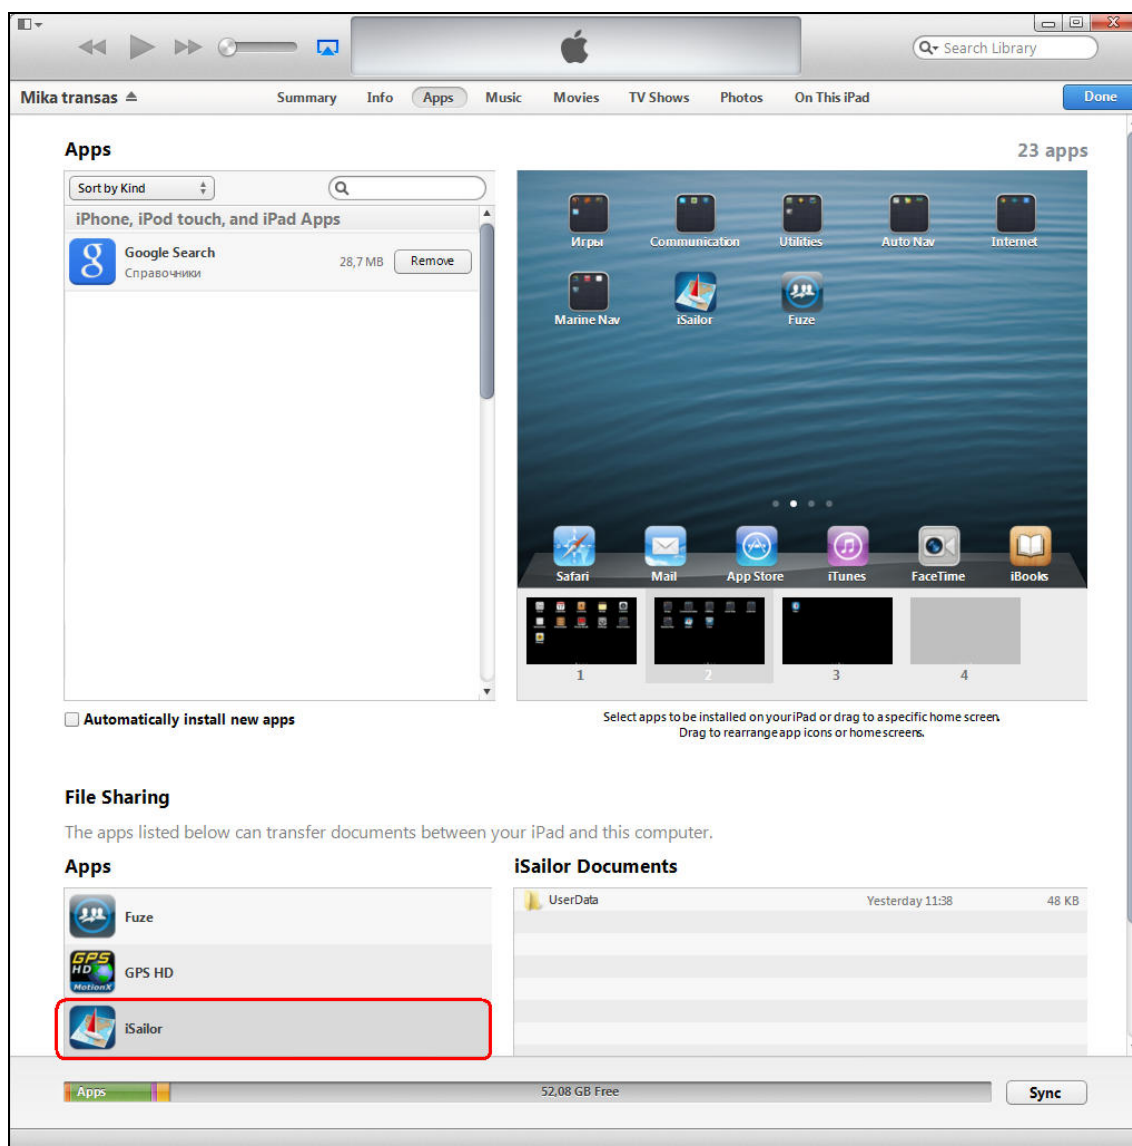 Search Library
Mika transas
Summary Info Apps Music Movies TV Shows Photos On This iPad Done
Apps
23 apps
Sort by Kind
iPhone, iPod touch, and iPad Apps
Google Search
Справочники
28,7 MB
Remove
Игры Communication Utilities Auto Nav Internet
Marine Nav iSailor Fuze
Safari Mail App Store iTunes FaceTime iBooks
1 2 3 4
Automatically install new apps
Select apps to be installed on your iPad or drag to a specific home screen.
Drag to rearrange app icons or home screens.
File Sharing
The apps listed below can transfer documents between your iPad and this computer.
Apps
iSailor Documents
Fuze
GPS HD MotionX
GPS HD
iSailor
UserData Yesterday 11:38 48 KB
Apps
52,08 GB Free
Sync